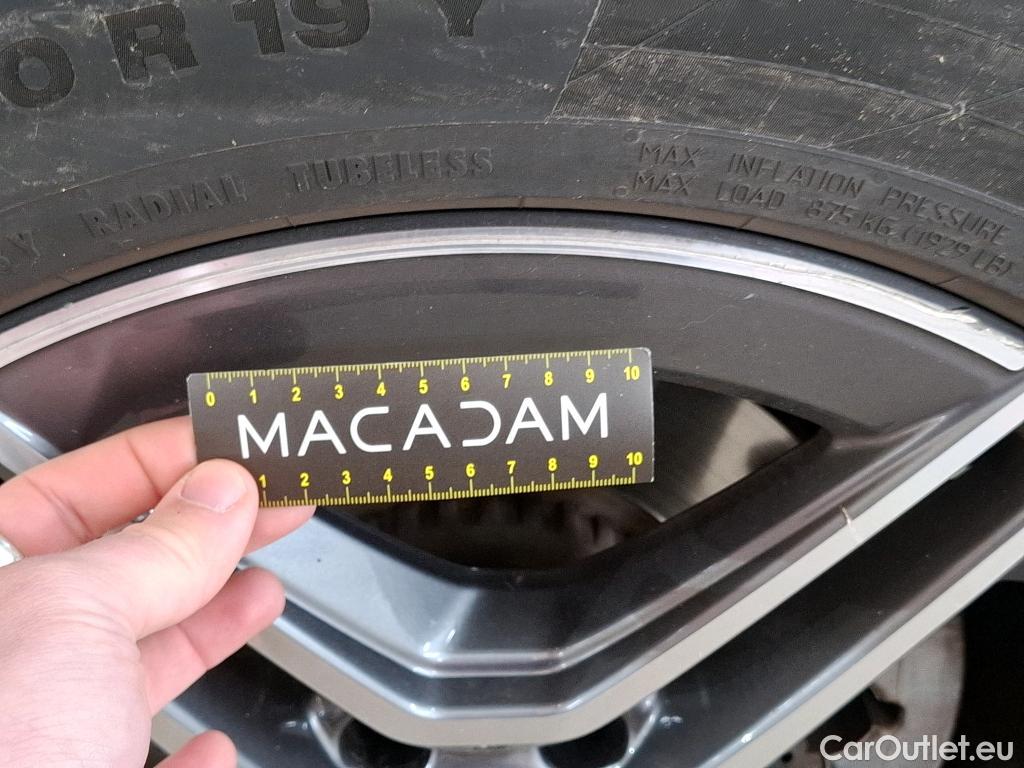 0 R 19 Y
RADIAL TUBELESS
MAX INFLATION PRESSURE
MAX LOAD 875 KG (1929 LB)
0 1 2 3 4 5 6 7 8 9 10
MACADAM
1 2 3 4 5 6 7 8 9 10
CarOutlet.eu